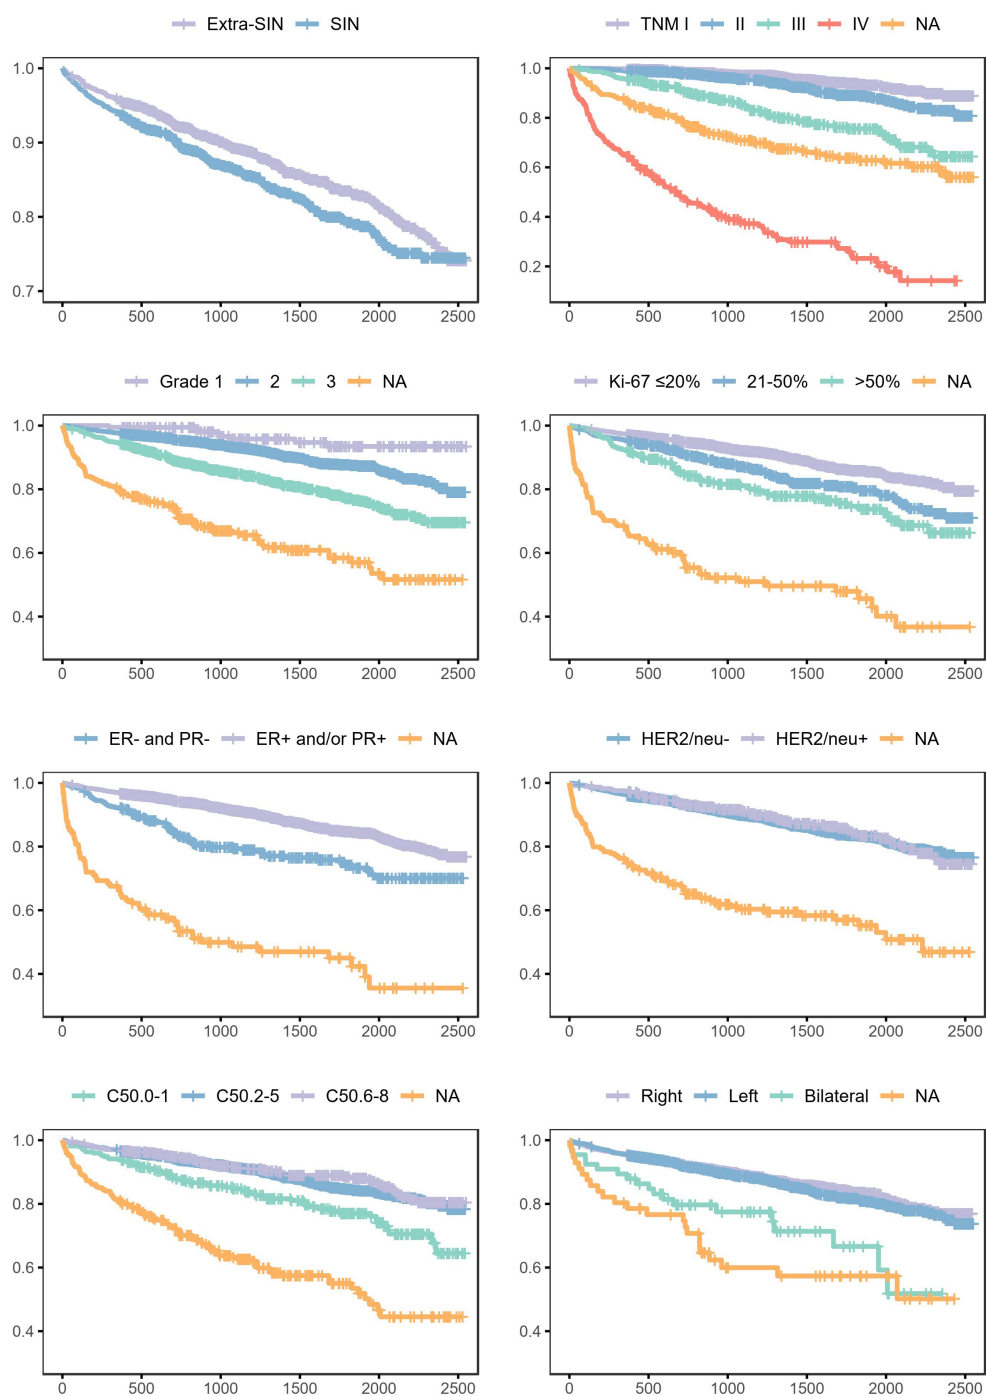 Extra-SIN SIN
TNM I II III IV NA
1.0
0.9
0.8
0.7
0 500 1000 1500 2000 2500
1.0
0.8
0.6
0.4
0.2
0 500 1000 1500 2000 2500
Grade 1 2 3 NA
Ki-67 ≤20% 21-50% >50% NA
1.0
0.8
0.6
0.4
0 500 1000 1500 2000 2500
1.0
0.8
0.6
0.4
0 500 1000 1500 2000 2500
ER- and PR- ER+ and/or PR+ NA
HER2/neu- HER2/neu+ NA
1.0
0.8
0.6
0.4
0 500 1000 1500 2000 2500
1.0
0.8
0.6
0.4
0 500 1000 1500 2000 2500
C50.0-1 C50.2-5 C50.6-8 NA
Right Left Bilateral NA
1.0
0.8
0.6
0.4
0 500 1000 1500 2000 2500
1.0
0.8
0.6
0.4
0 500 1000 1500 2000 2500